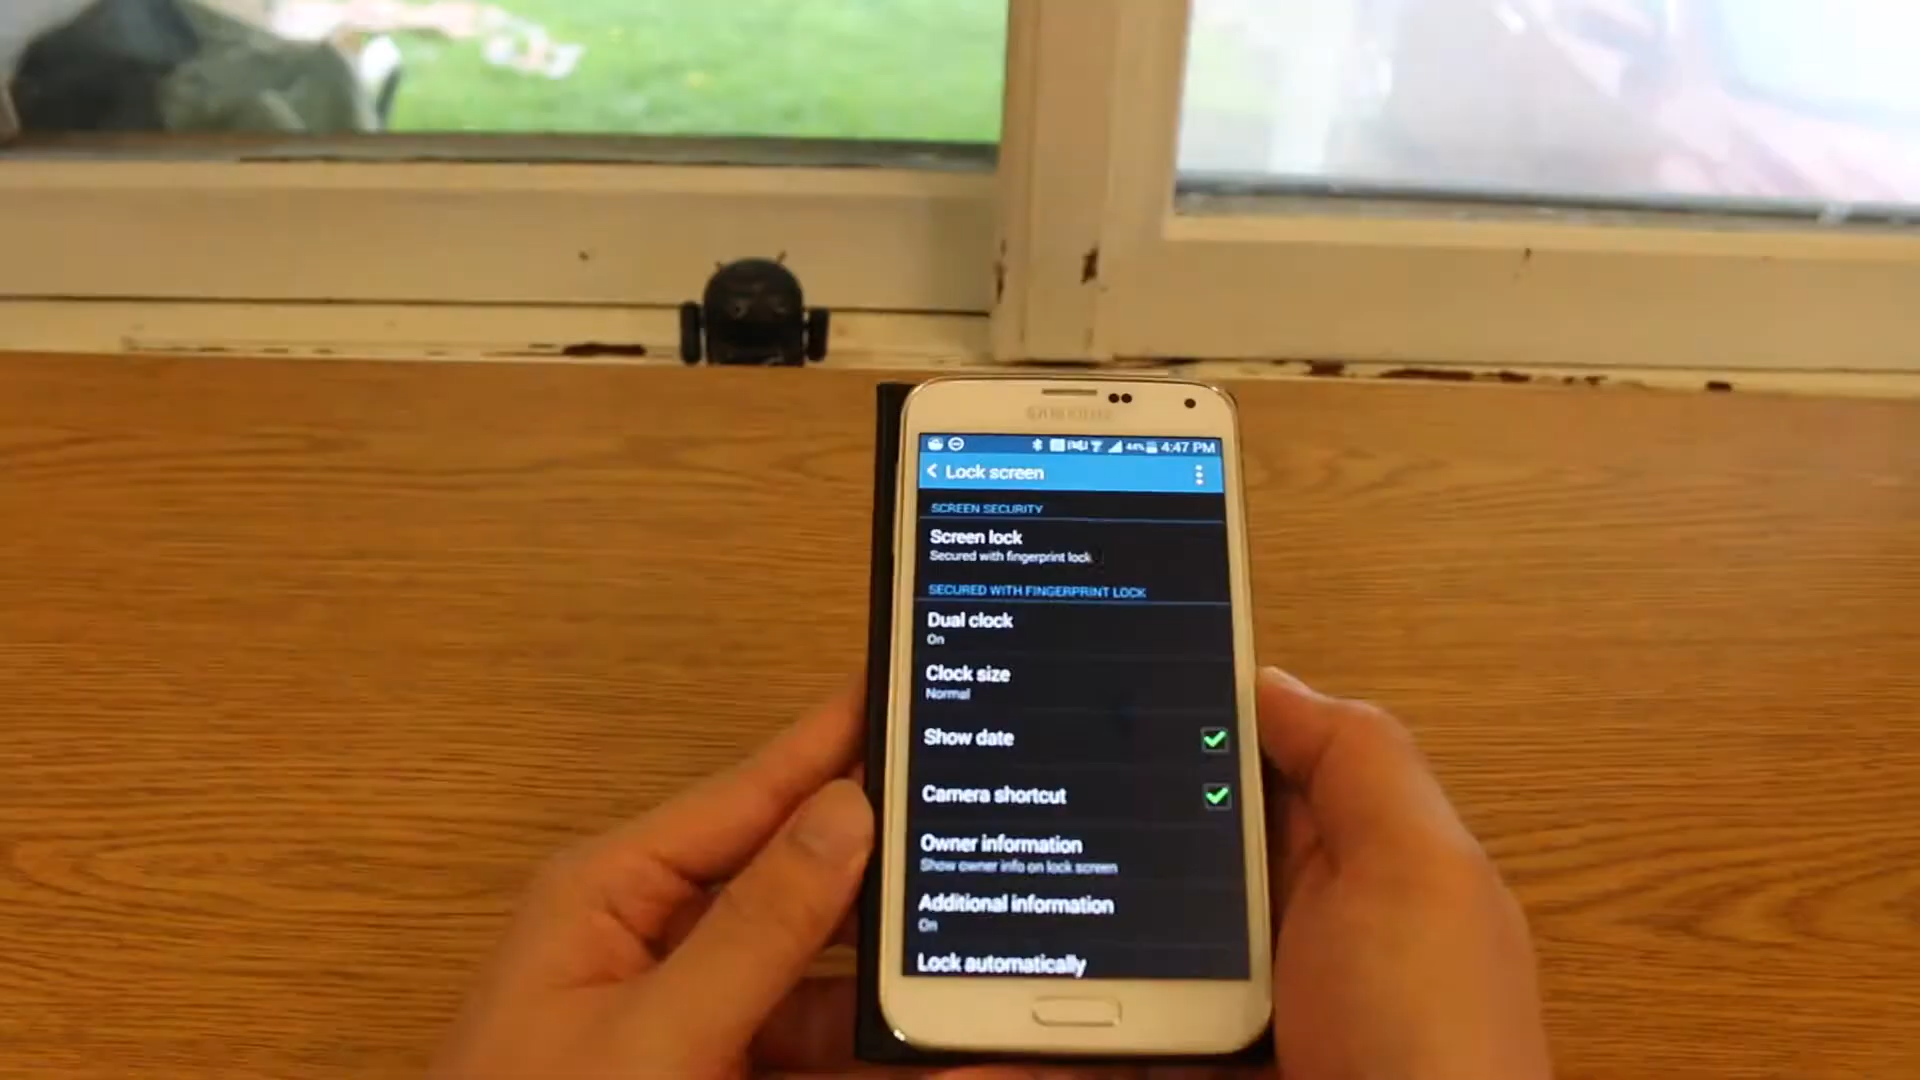 SAMSUNG
44% 4:47 PM
Lock screen
SCREEN SECURITY
Screen lock
Secured with fingerprint lock
SECURED WITH FINGERPRINT LOCK
Dual clock
On
Clock size
Normal
Show date
Camera shortcut
Owner information
Show owner info on lock screen
Additional information
On
Lock automatically